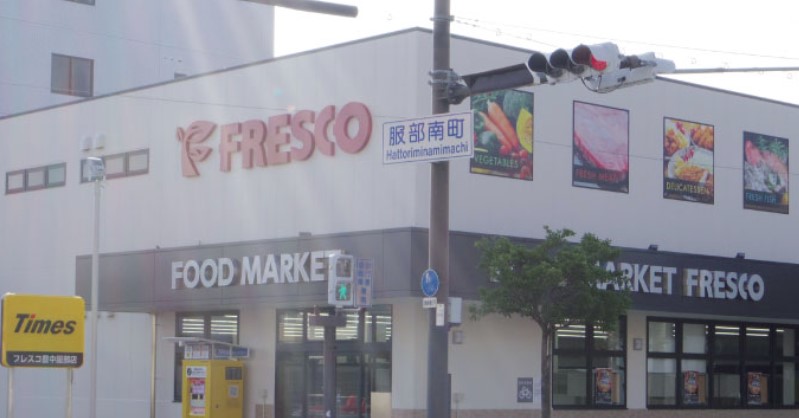 FRESCO
服部南町
Hattoriminamimachi
VEGETABLES
FRESH MEAT
DELICATESSEN
FRESH FISH
FOOD MARKET
MARKET FRESCO
Times
フレスコ豊中服部店